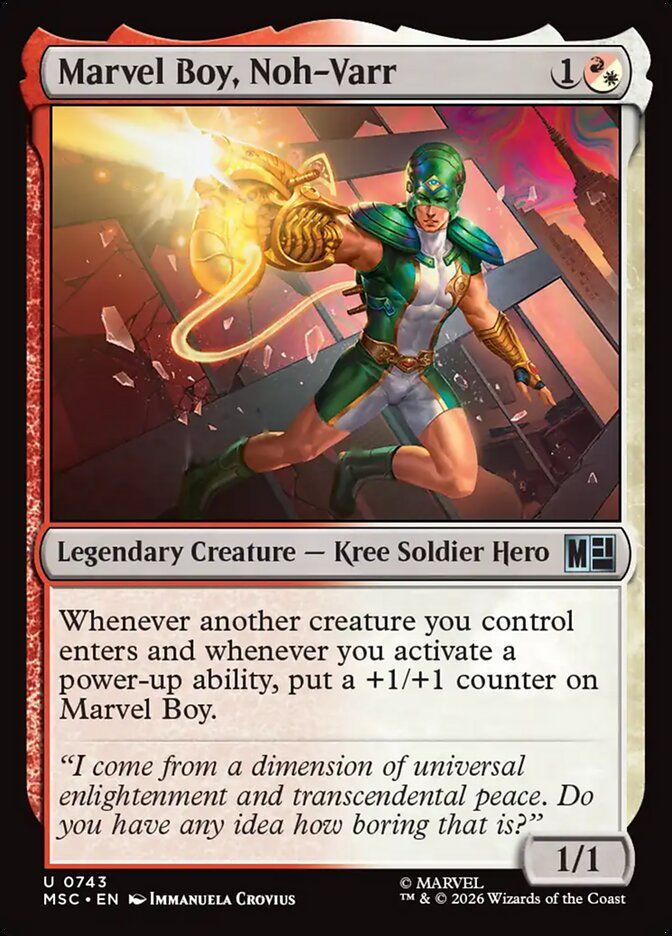 Marvel Boy, Noh-Varr 1
Legendary Creature — Kree Soldier Hero M
Whenever another creature you control
enters and whenever you activate a
power-up ability, put a +1/+1 counter on
Marvel Boy.
“I come from a dimension of universal
enlightenment and transcendental peace. Do
you have any idea how boring that is?”
1/1
U 0743
MSC • EN Immanuela Crovius
© MARVEL
™ & © 2026 Wizards of the Coast